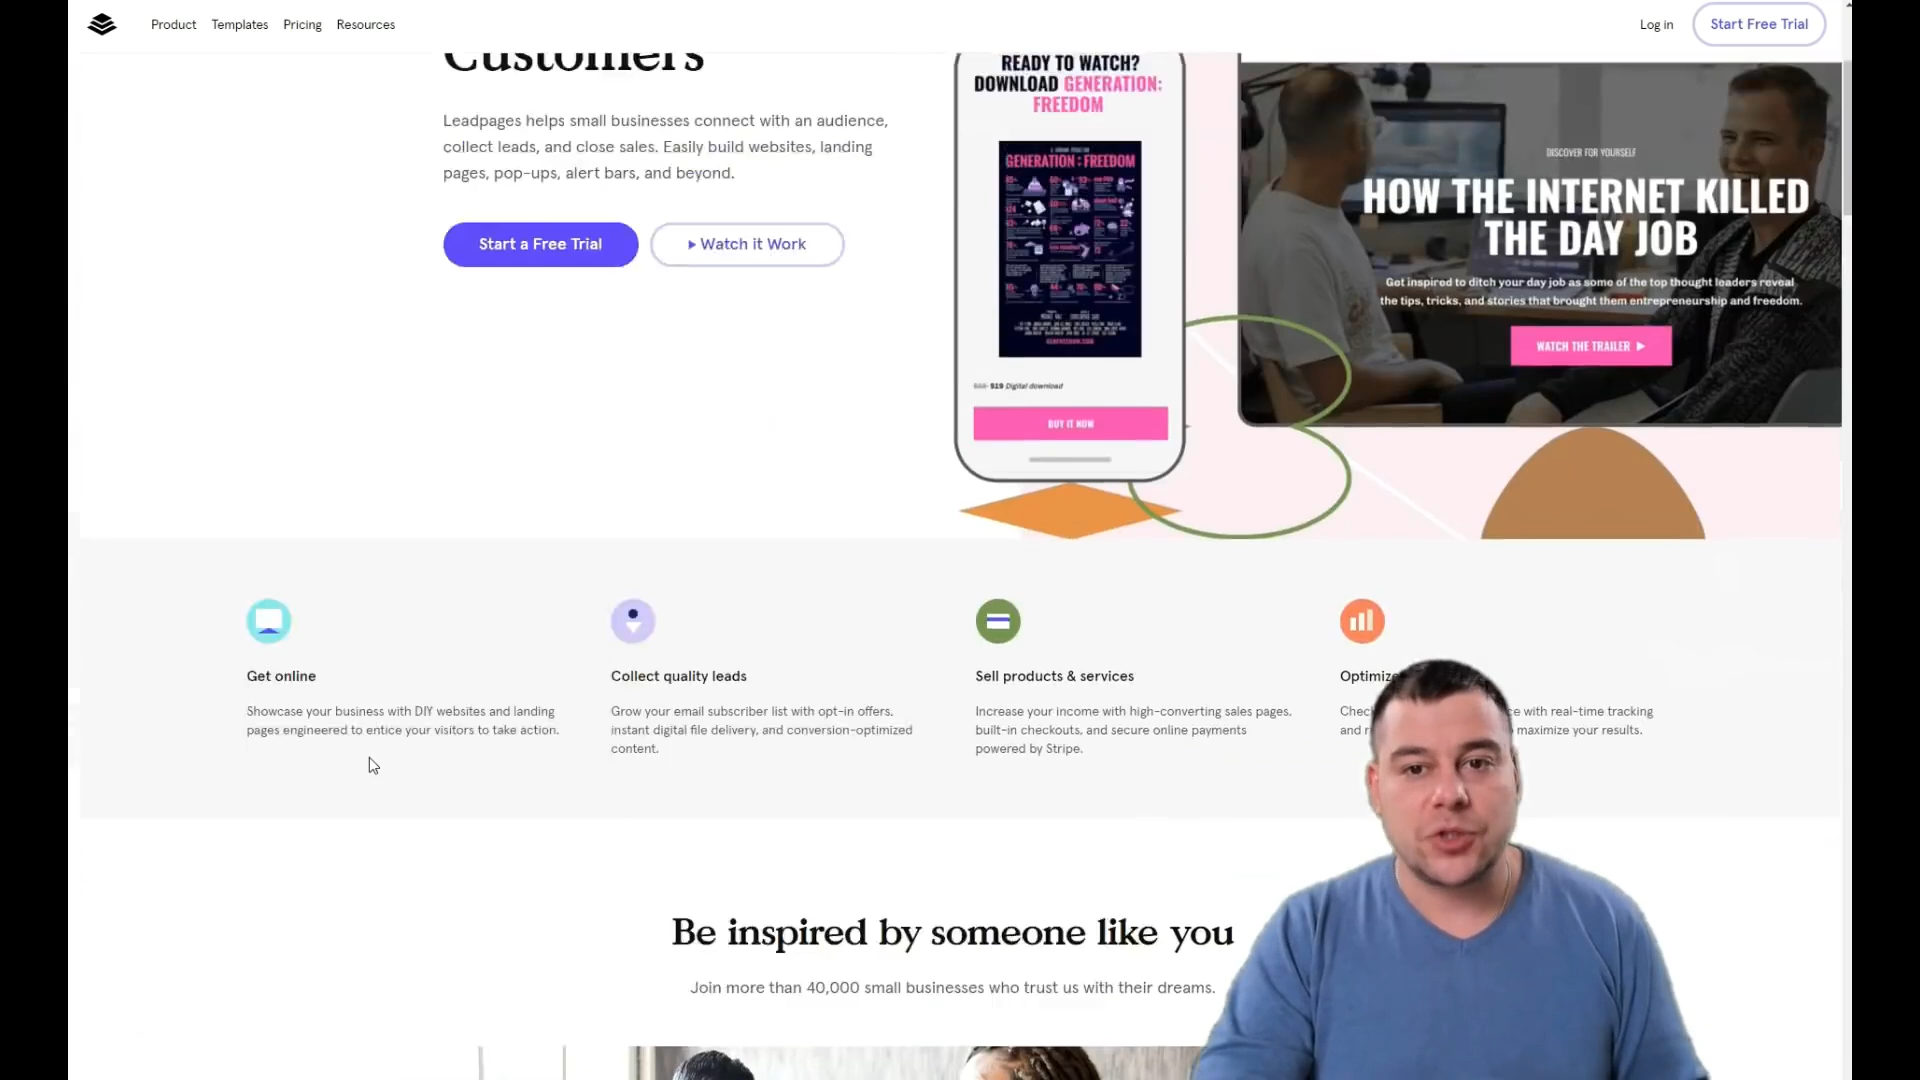 Product Templates Pricing Resources
Log in
Start Free Trial
Customers
Leadpages helps small businesses connect with an audience,
collect leads, and close sales. Easily build websites, landing
pages, pop-ups, alert bars, and beyond.
Start a Free Trial
Watch it Work
READY TO WATCH?
DOWNLOAD GENERATION:
FREEDOM
GENERATION : FREEDOM
$19 Digital download
BUY IT NOW
DISCOVER FOR YOURSELF
HOW THE INTERNET KILLED
THE DAY JOB
Get inspired to ditch your day job as some of the top thought leaders reveal
the tips, tricks, and stories that brought them entrepreneurship and freedom.
WATCH THE TRAILER
Get online
Showcase your business with DIY websites and landing
pages engineered to entice your visitors to take action.
Collect quality leads
Grow your email subscriber list with opt-in offers,
instant digital file delivery, and conversion-optimized
content.
Sell products & services
Increase your income with high-converting sales pages,
built-in checkouts, and secure online payments
powered by Stripe.
Optimize
with real-time tracking
and maximize your results.
Be inspired by someone like you
Join more than 40,000 small businesses who trust us with their dreams.